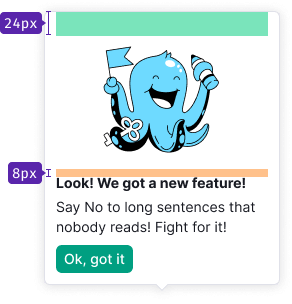 24px
8px
Look! We got a new feature!
Say No to long sentences that
nobody reads! Fight for it!
Ok, got it